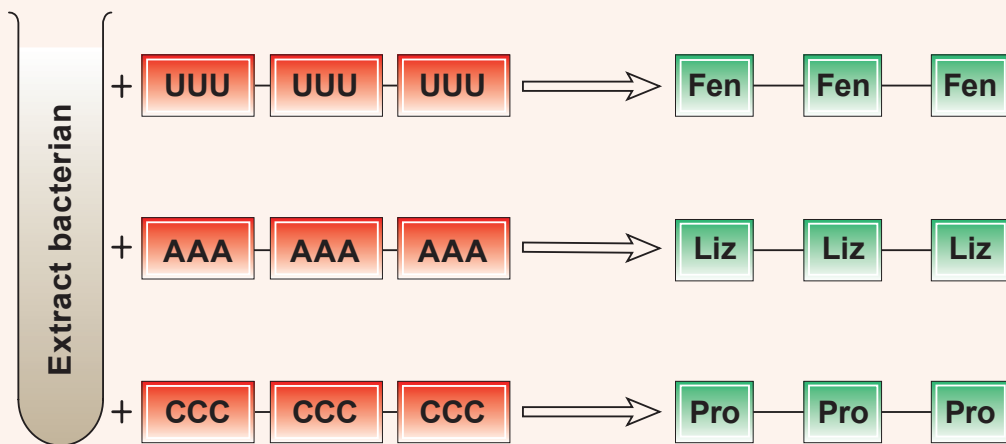 Extract bacterian
+ UUU UUU UUU Fen Fen Fen
+ AAA AAA AAA Liz Liz Liz
+ CCC CCC CCC Pro Pro Pro